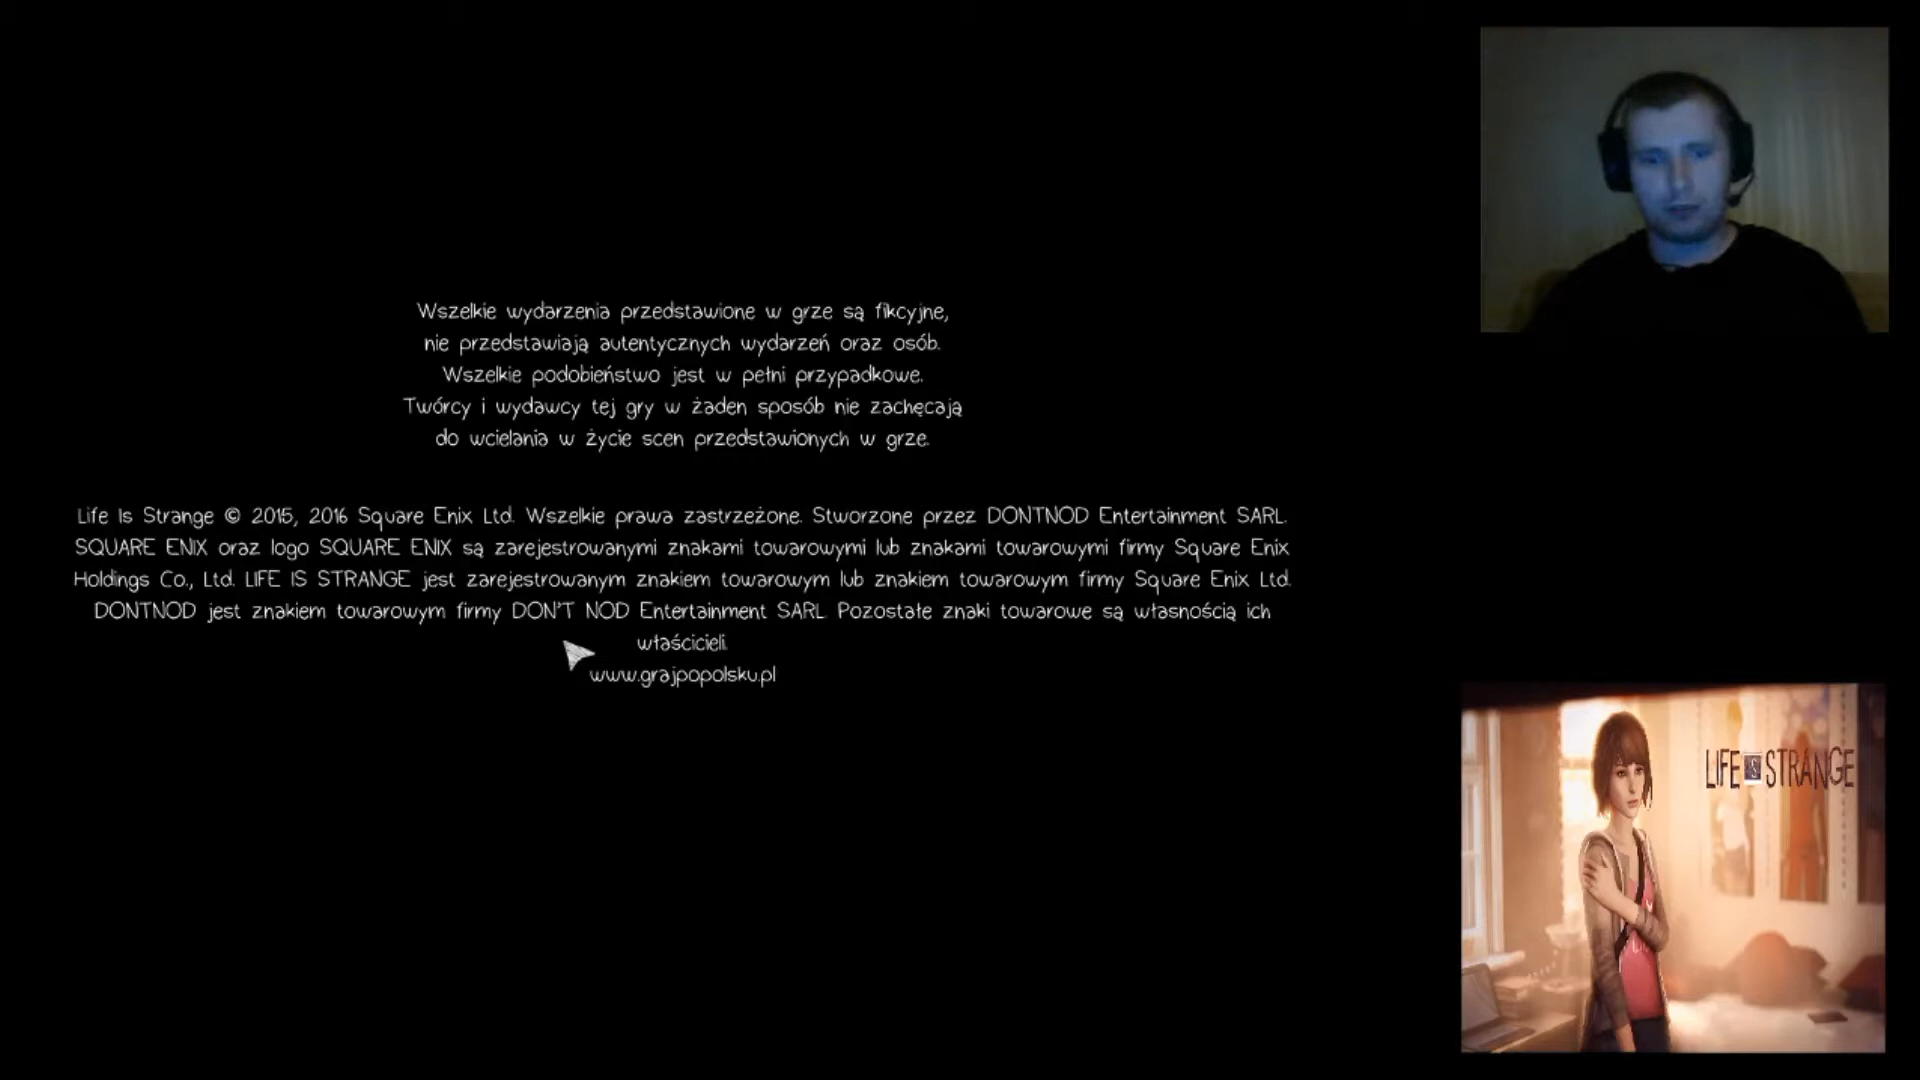 Wszelkie wydarzenia przedstawione w grze są fikcyjne,
nie przedstawiają autentycznych wydarzeń oraz osób.
Wszelkie podobieństwo jest w pełni przypadkowe.
Twórcy i wydawcy tej gry w żaden sposób nie zachęcają
do wcielania w życie scen przedstawionych w grze.
Life Is Strange © 2015, 2016 Square Enix Ltd. Wszelkie prawa zastrzeżone. Stworzone przez DONTNOD Entertainment SARL.
SQUARE ENIX oraz logo SQUARE ENIX są zarejestrowanymi znakami towarowymi lub znakami towarowymi firmy Square Enix
Holdings Co., Ltd. LIFE IS STRANGE jest zarejestrowanym znakiem towarowym lub znakiem towarowym firmy Square Enix Ltd.
DONTNOD jest znakiem towarowym firmy DON'T NOD Entertainment SARL. Pozostałe znaki towarowe są własnością ich
właścicieli.
www.grajpopolsku.pl
LIFE IS STRANGE